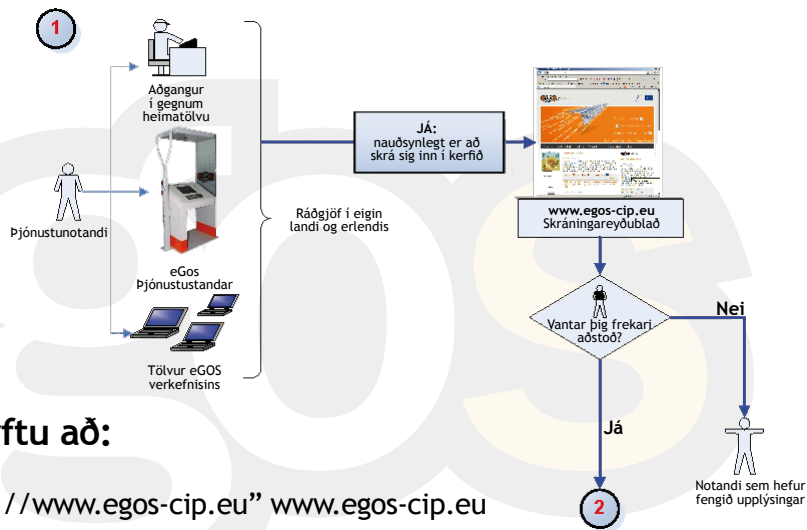 1
Aðgangur
í gegnum
heimatölvu
JÁ:
nauðsynlegt er að
skrá sig inn í kerfið
Þjónustunotandi
Ráðgjöf í eigin
landi og erlendis
eGos
Þjónustustandar
Tölvur eGOS
verkefnisins
www.egos-cip.eu
Skráningareyðublað
Vantar þig frekari
aðstoð?
Nei
Já
Notandi sem hefur
fengið upplýsingar
2
ftu að:
//www.egos-cip.eu” www.egos-cip.eu